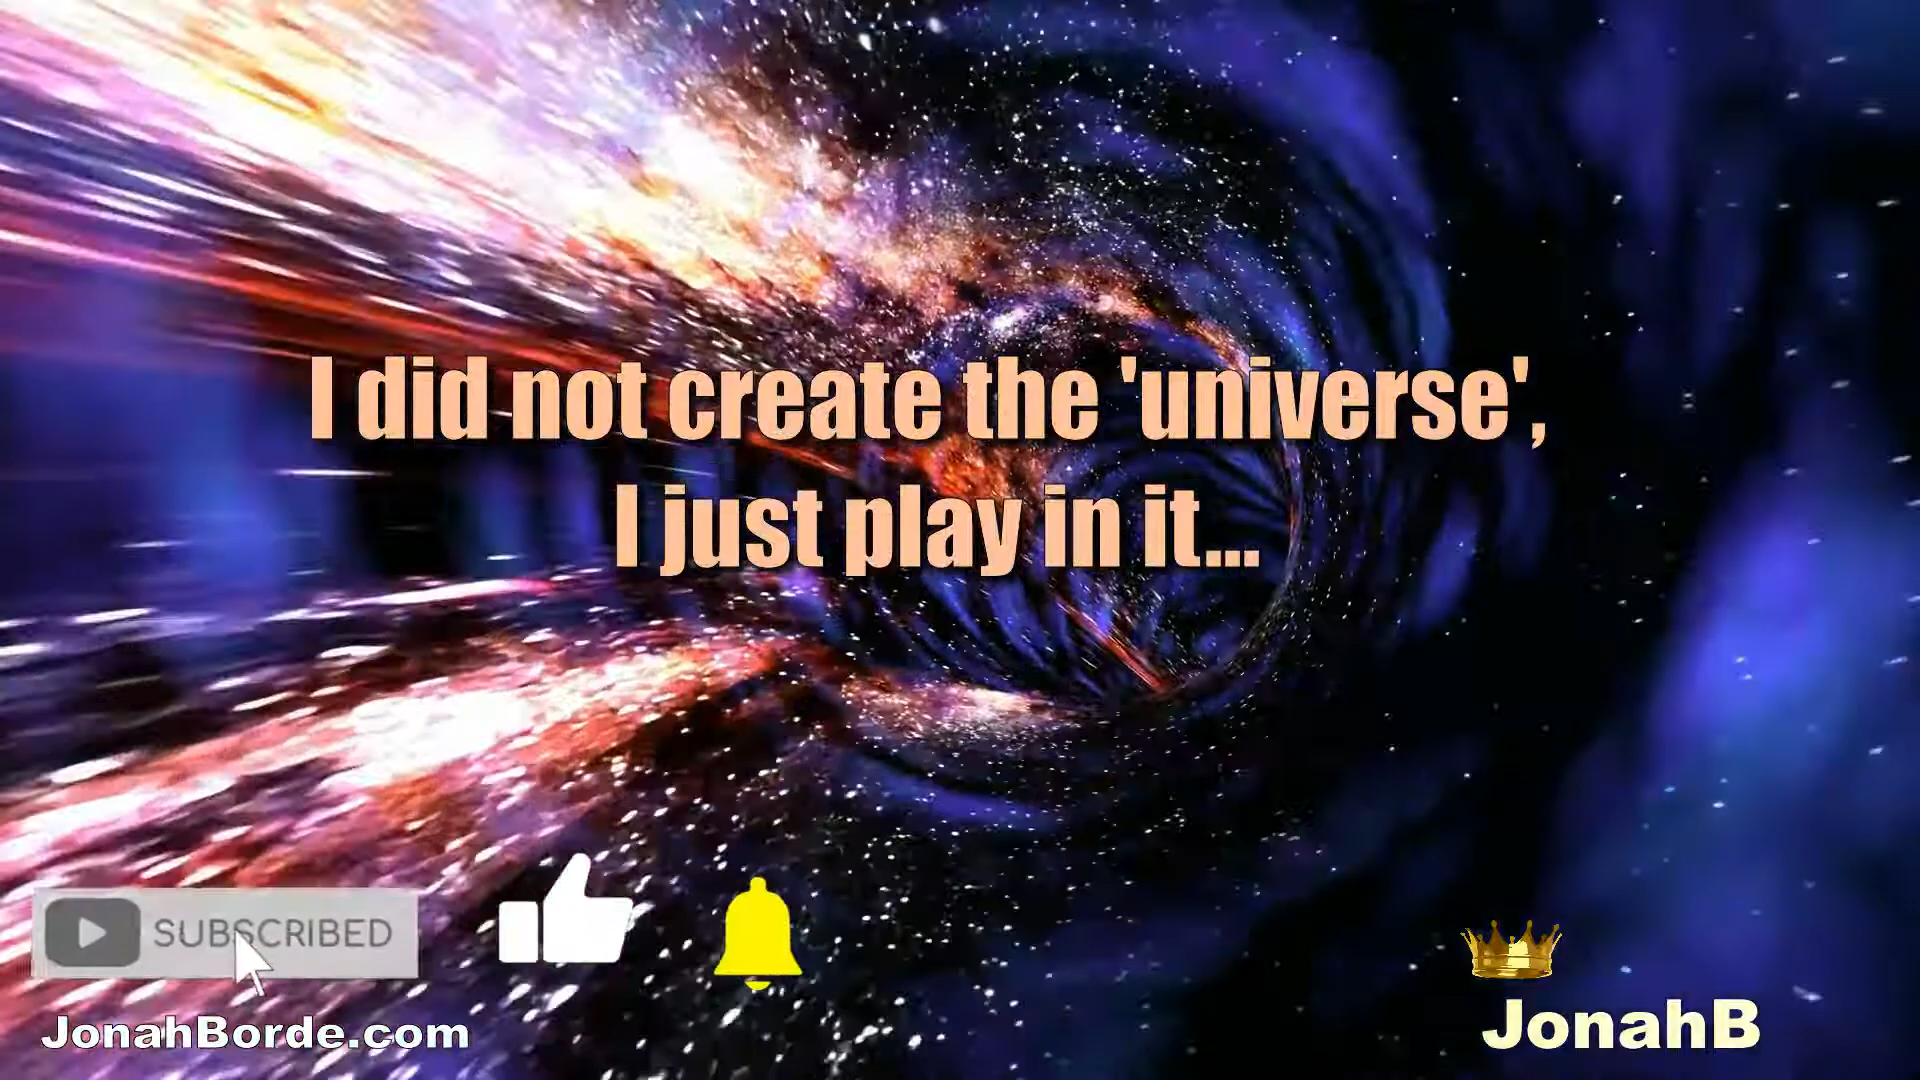 I did not create the 'universe',
I just play in it...
SUBSCRIBED
JonahBorde.com
JonahB